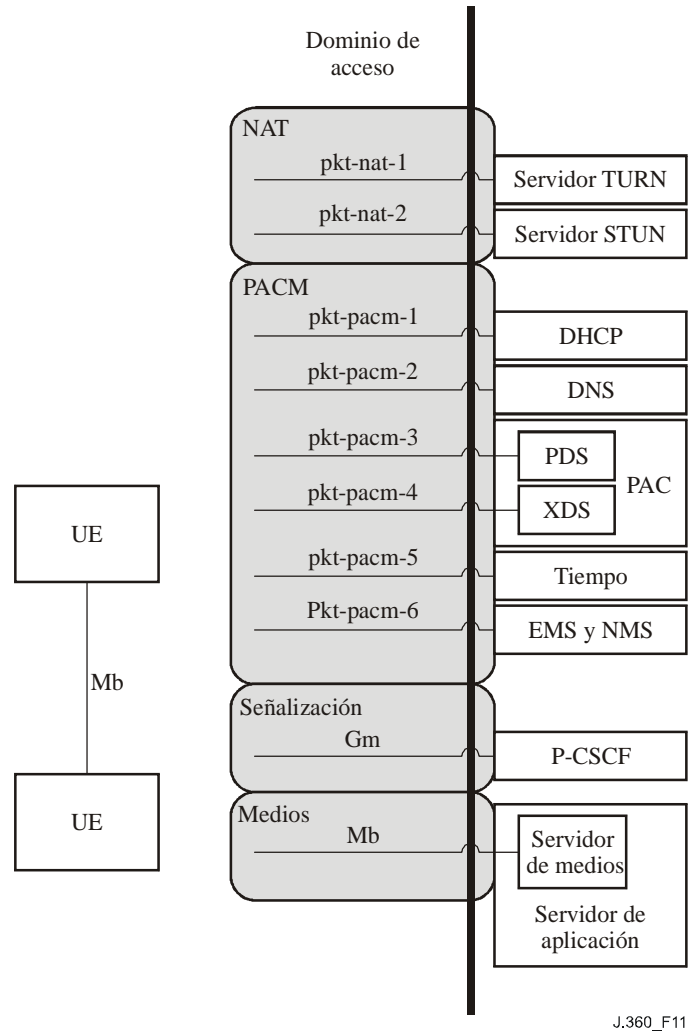 Dominio de
acceso
NAT
pkt-nat-1
Servidor TURN
pkt-nat-2
Servidor STUN
PACM
pkt-pacm-1
DHCP
pkt-pacm-2
DNS
pkt-pacm-3
PDS
PAC
pkt-pacm-4
XDS
UE
pkt-pacm-5
Tiempo
Pkt-pacm-6
EMS y NMS
Mb
Señalización
Gm
P-CSCF
UE
Medios
Mb
Servidor
de medios
Servidor de
aplicación
J.360_F11